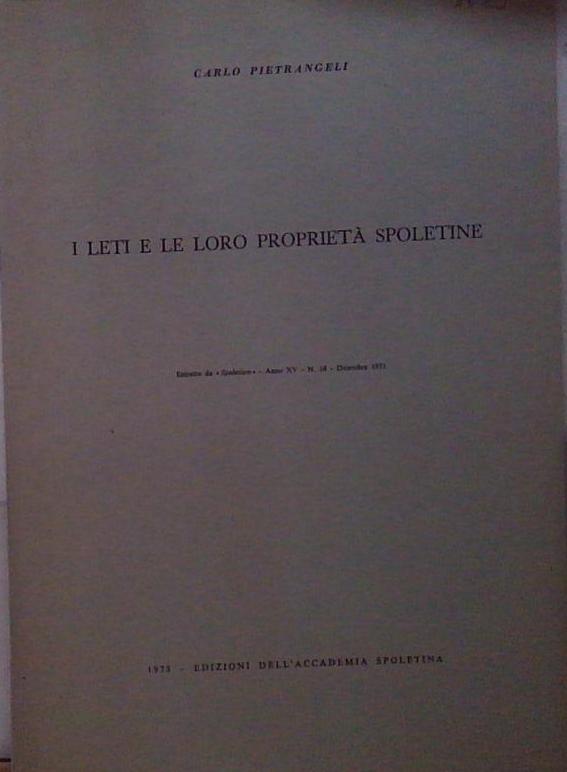 CARLO PIETRANGELI
I LETI E LE LORO PROPRIETÀ SPOLETINE
Estratto da «Spoletium» - Anno XV - N. 18 - Dicembre 1973
1973 - EDIZIONI DELL'ACCADEMIA SPOLETINA